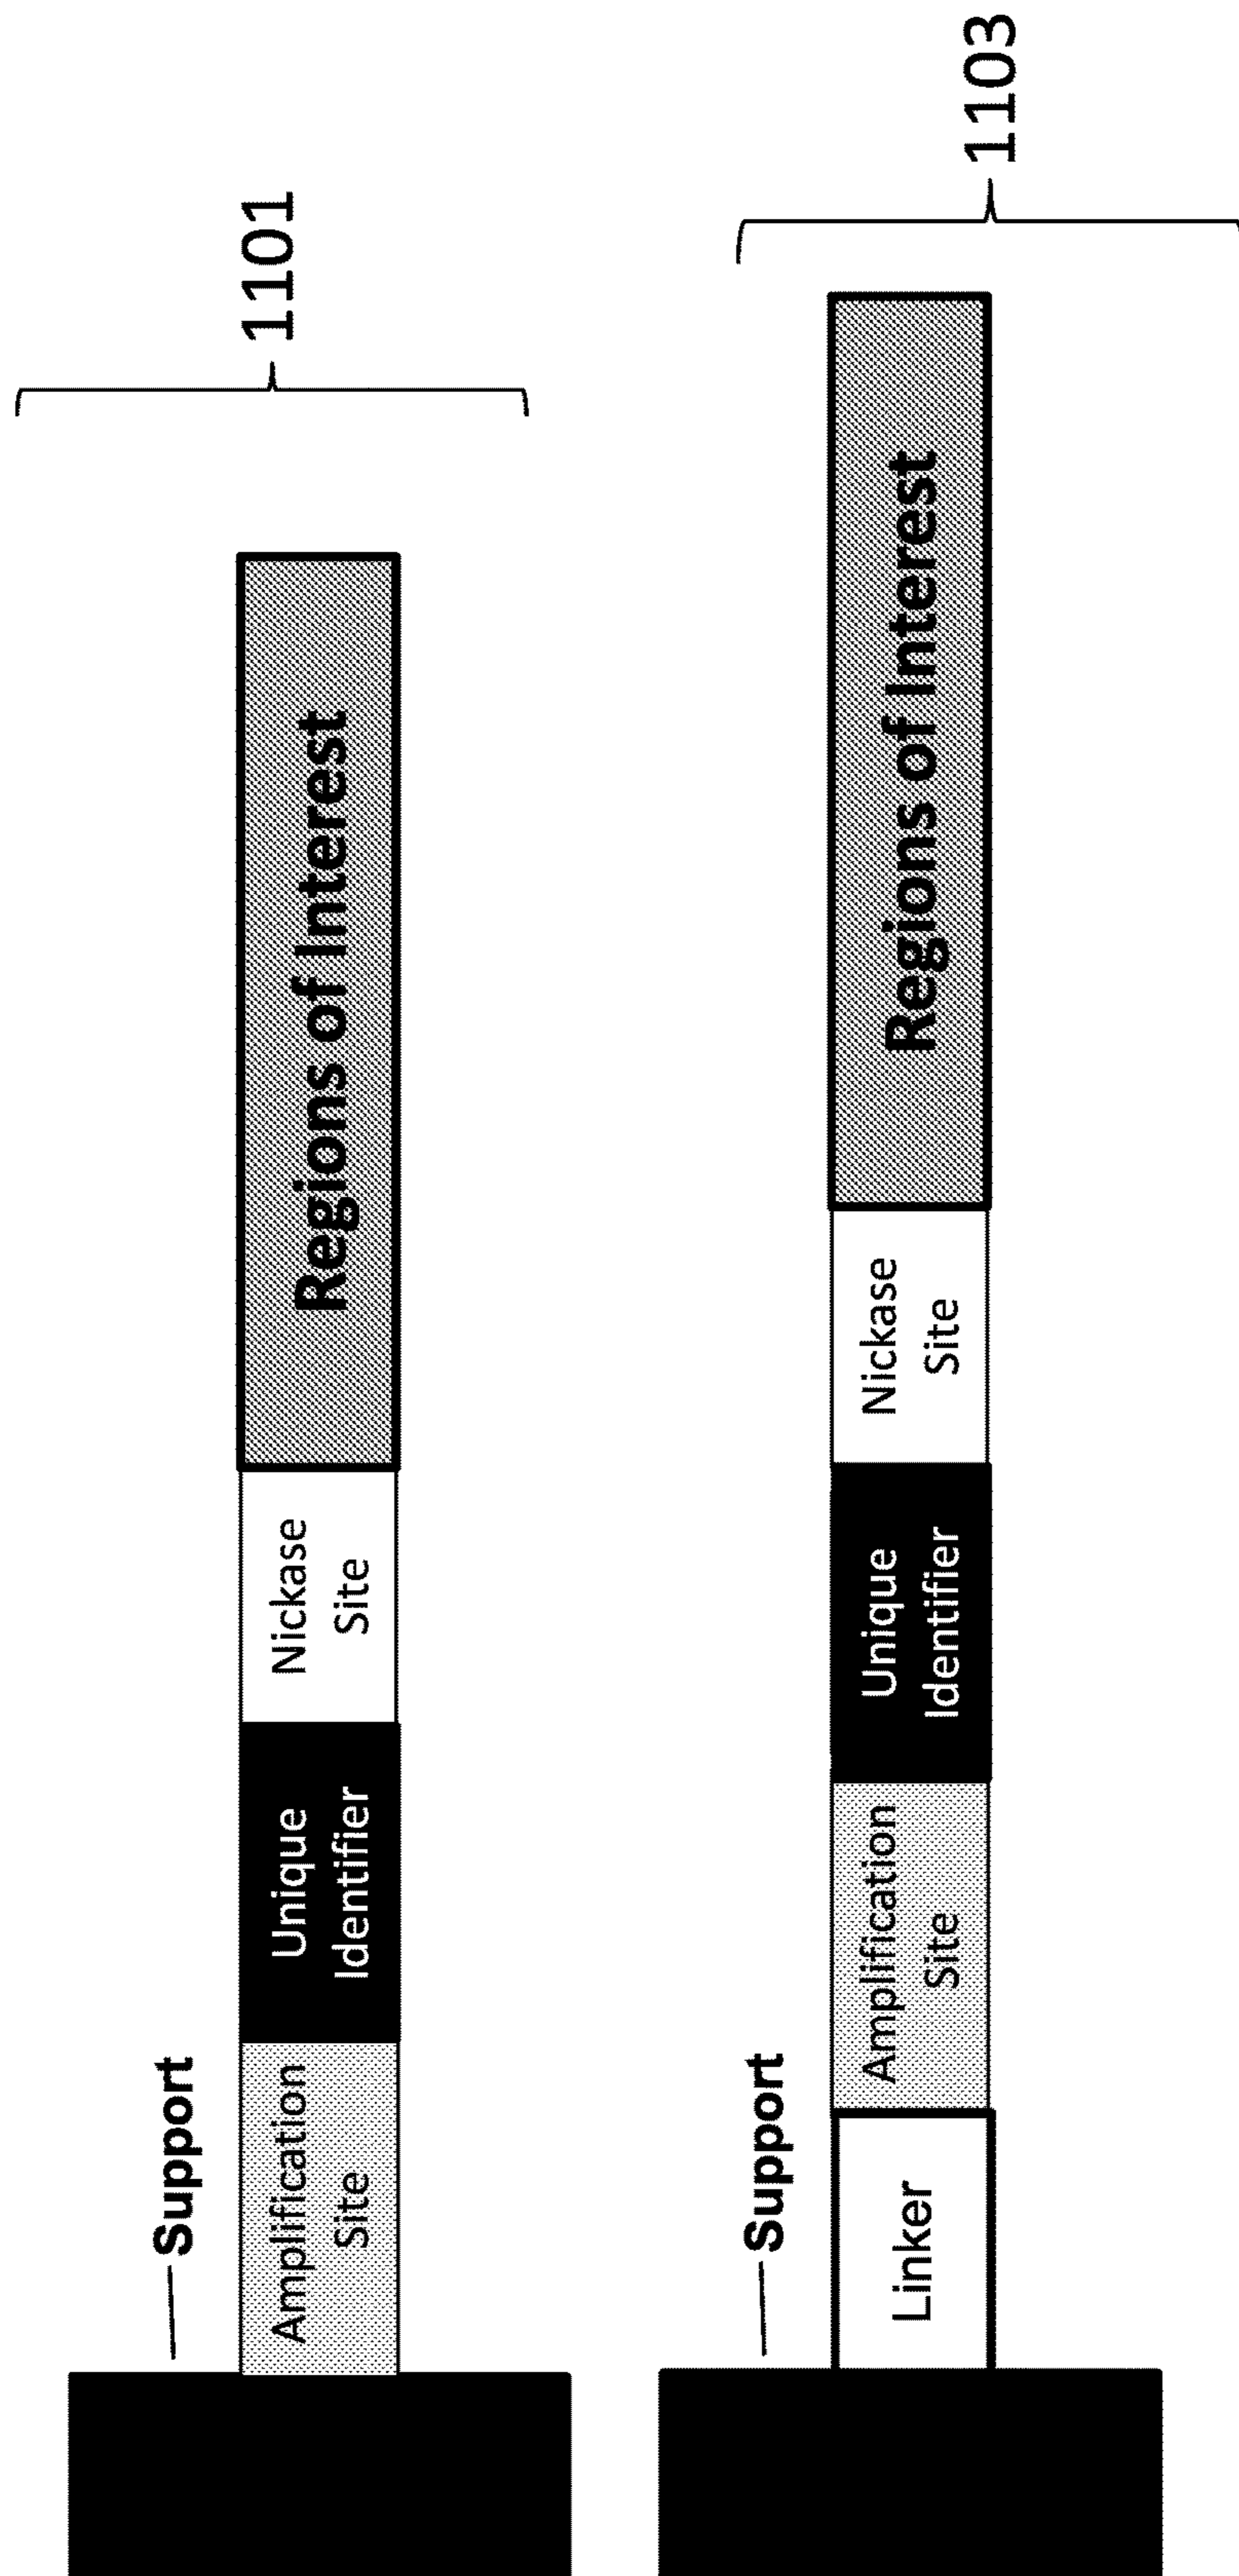 1101
Support
Amplification
Site
Unique
Identifier
Nickase
Site
Regions of Interest
1103
Support
Linker
Amplification
Site
Unique
Identifier
Nickase
Site
Regions of Interest